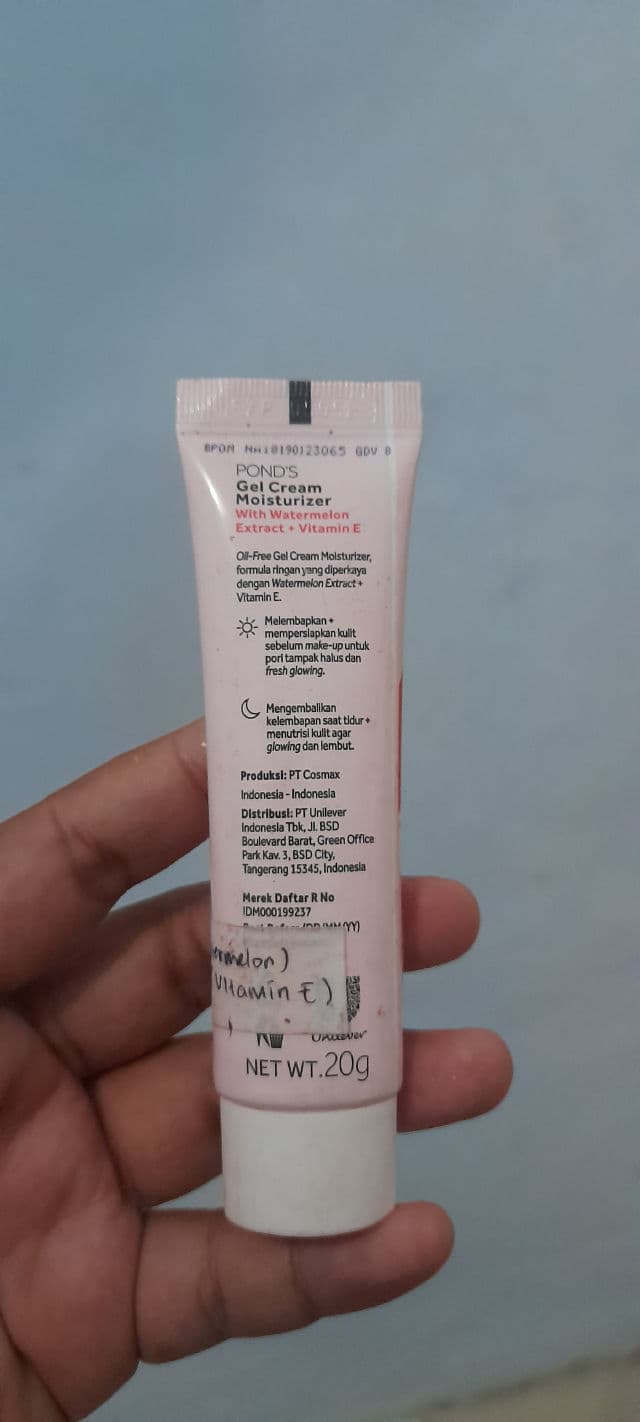 BPOM NA18190123065 GDV 8
POND'S
Gel Cream
Moisturizer
With Watermelon
Extract + Vitamin E
Oil-Free Gel Cream Moisturizer,
formula ringan yang diperkaya
dengan Watermelon Extract +
Vitamin E.
Melembapkan +
mempersiapkan kulit
sebelum make-up untuk
pori tampak halus dan
fresh glowing.
Mengembalikan
kelembapan saat tidur +
menutrisi kulit agar
glowing dan lembut.
Produksi: PT Cosmax
Indonesia - Indonesia
Distribusi: PT Unilever
Indonesia Tbk, Jl. BSD
Boulevard Barat, Green Office
Park Kav. 3, BSD City,
Tangerang 15345, Indonesia
Merek Daftar R No
IDM000199237
Vitamin E)
Unilever
NET WT. 20g